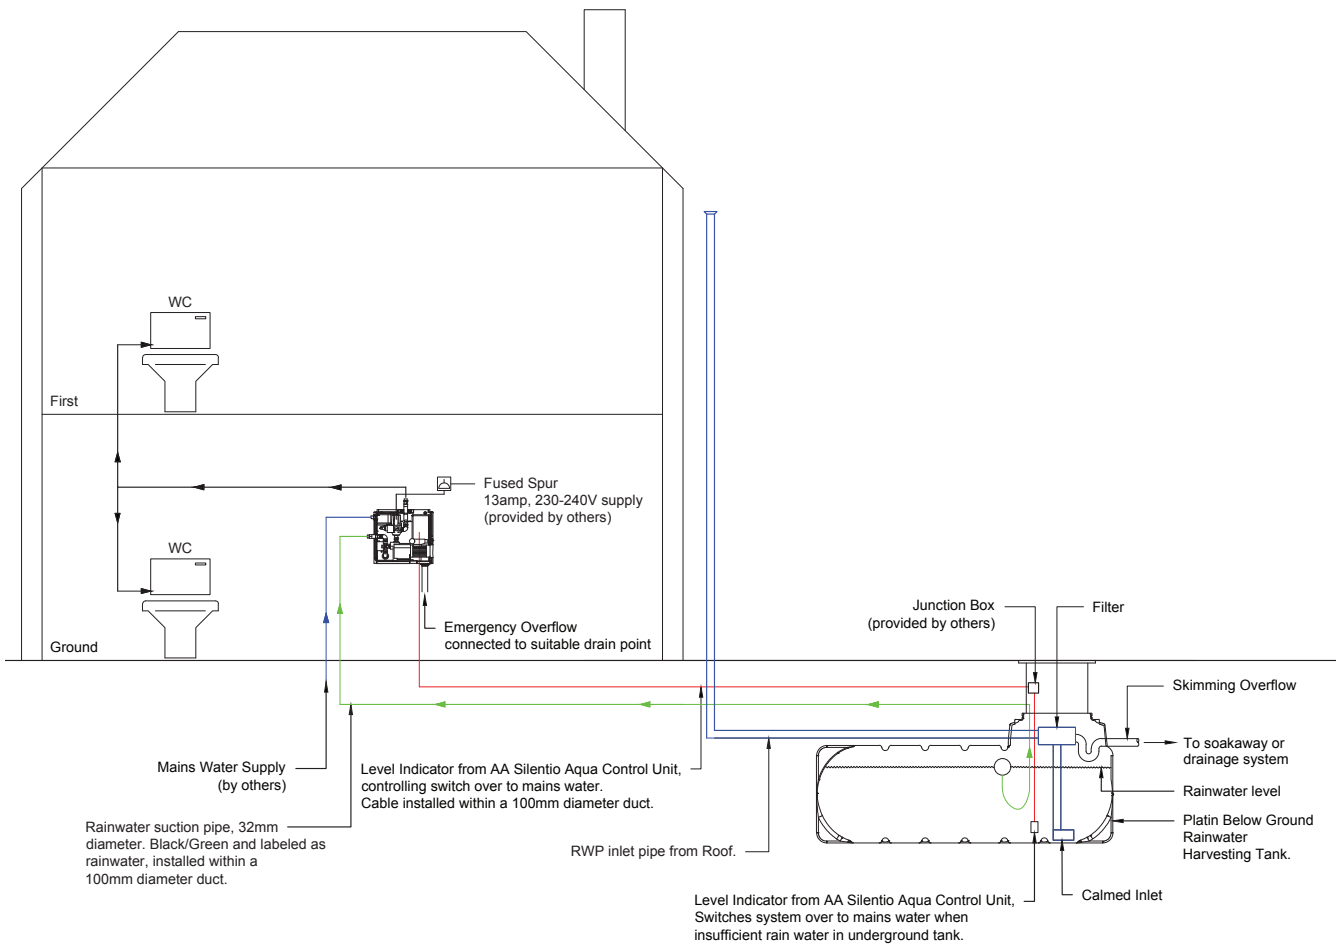 WC
First
Fused Spur
13amp, 230-240V supply
(provided by others)
WC
Ground
Emergency Overflow
connected to suitable drain point
Junction Box
(provided by others)
Filter
Skimming Overflow
To soakaway or
drainage system
Rainwater level
Platin Below Ground
Rainwater
Harvesting Tank.
Calmed Inlet
Mains Water Supply
(by others)
Level Indicator from AA Silentio Aqua Control Unit,
controlling switch over to mains water.
Cable installed within a 100mm diameter duct.
Rainwater suction pipe, 32mm
diameter. Black/Green and labeled as
rainwater, installed within a
100mm diameter duct.
RWP inlet pipe from Roof.
Level Indicator from AA Silentio Aqua Control Unit,
Switches system over to mains water when
insufficient rain water in underground tank.